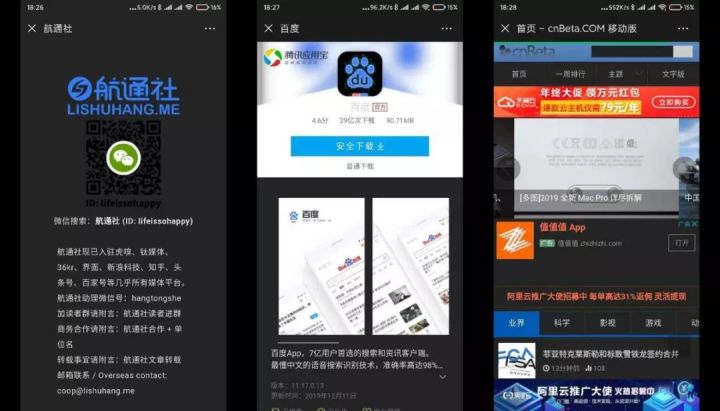 18:26
...5.0K/s
16%
航通社
航通社
LISHUHANG.ME
ID: lifeissohappy
微信搜索: 航通社 (ID: lifeissohappy)
航通社现已入驻虎嗅、钛媒体、
36kr、界面、新浪科技、知乎、头
条号、百家号等几乎所有媒体平台。
航通社助理微信号: hangtongshe
加读者群请附言: 航通社读者进群
商务合作请附言: 航通社合作 + 单
位名
转载事宜请附言: 航通社文章转载
邮箱联系 / Overseas contact:
coop@lishuhang.me
18:27
...96.2K/s
15%
百度
腾讯应用宝
du
百度
官方
4.6分
29亿次下载
90.71MB
安全下载
普通下载
百度
Bai du 百度
百度App，7亿用户首选的搜索和资讯客户端。
最懂中文的语音搜索识别技术，准确率高达98%...
版本: 11.17.0.13
更新时间: 2019年12月11日
18:28
...552K/s
15%
首页 – cnBeta.COM 移动版
cnBeta
首页
一周排行
主题
文字版
年终大促 领万元红包
爆款云主机仅需79元/年
立即购买
[多图]2019 全新 Mac Pro 详尽拆解
中国
广告
值值值 App
广告 值值值 zhizhizhi.com
打开
阿里云推广大使招募中 每单高达31%返佣 灵活提现
业界
科学
影视
游戏
菲亚特克莱斯勒和标致雪铁龙签约合并
13分钟前
108
阿里云推广大使 火热招募中